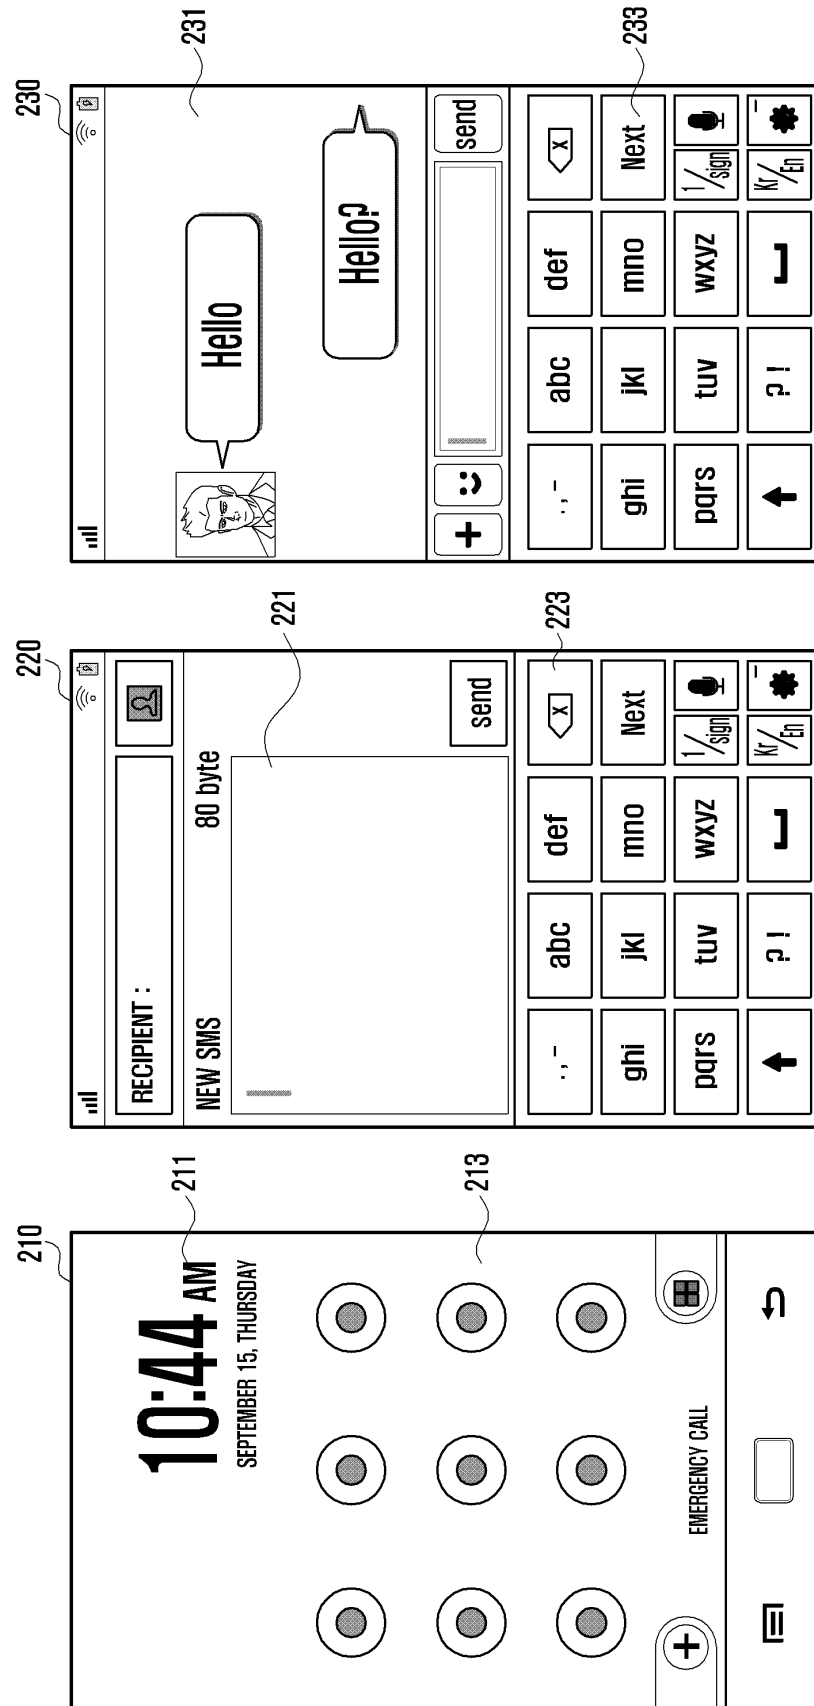 210
10:44 AM
211
SEPTEMBER 15, THURSDAY
213
EMERGENCY CALL
220
RECIPIENT :
NEW SMS 80 byte
221
send
223
.,- abc def X
ghi jkl mno Next
pqrs tuv wxyz 1/sign
?! Kr/En
230
231
Hello
Hello?
send
.,- abc def X
ghi jkl mno Next
233
pqrs tuv wxyz 1/sign
?! Kr/En